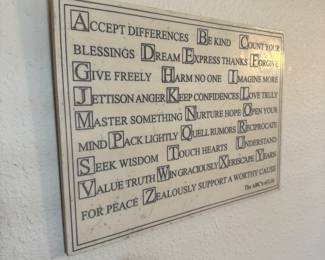 ACCEPT DIFFERENCES BE KIND COUNT YOUR
BLESSINGS DREAM EXPRESS THANKS FORGIVE
GIVE FREELY HARM NO ONE IMAGINE MORE
JETTISON ANGER KEEP CONFIDENCES LOVE TRULY
MASTER SOMETHING NURTURE HOPE OPEN YOUR
MIND PACK LIGHTLY QUELL RUMORS RECIPROCATE
SEEK WISDOM TOUCH HEARTS UNDERSTAND
VALUE TRUTH WIN GRACIOUSLY XERISCAPE YEARN
FOR PEACE ZEALOUSLY SUPPORT A WORTHY CAUSE
The ABC's of Life